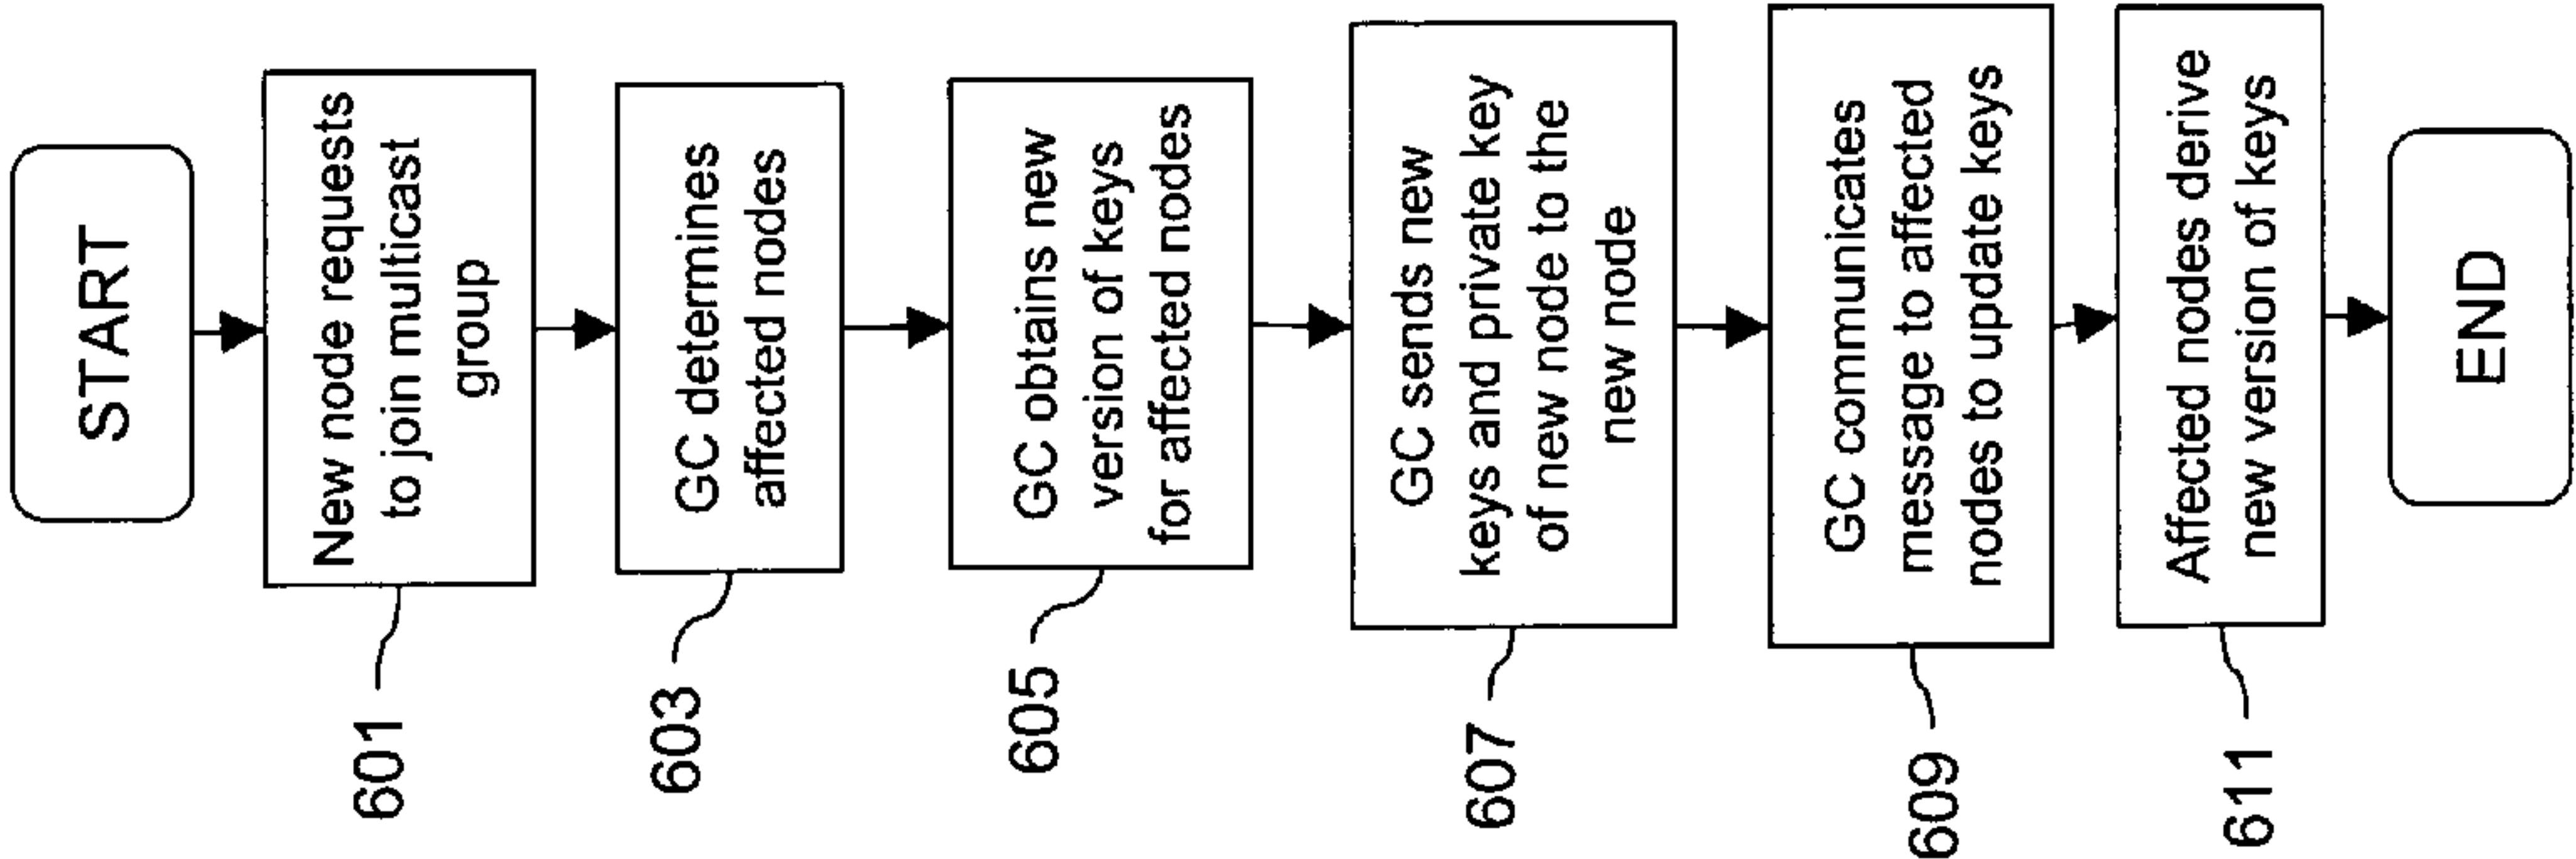 START
New node requests
to join multicast
group
601
GC determines
affected nodes
603
GC obtains new
version of keys
for affected nodes
605
GC sends new
keys and private key
of new node to the
new node
607
GC communicates
message to affected
nodes to update keys
609
Affected nodes derive
new version of keys
611
END